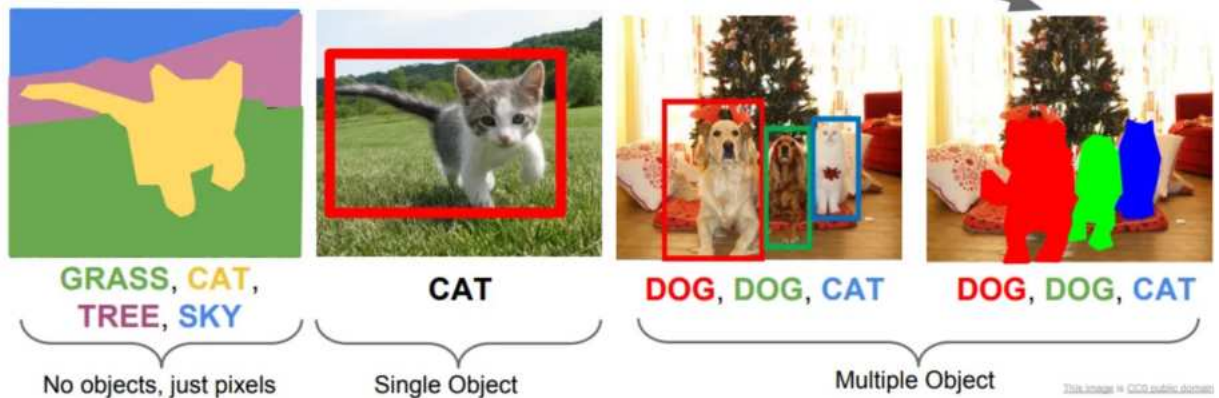 GRASS, CAT,
TREE, SKY
CAT
DOG, DOG, CAT
DOG, DOG, CAT
No objects, just pixels
Single Object
Multiple Object
This image is CC0 public domain